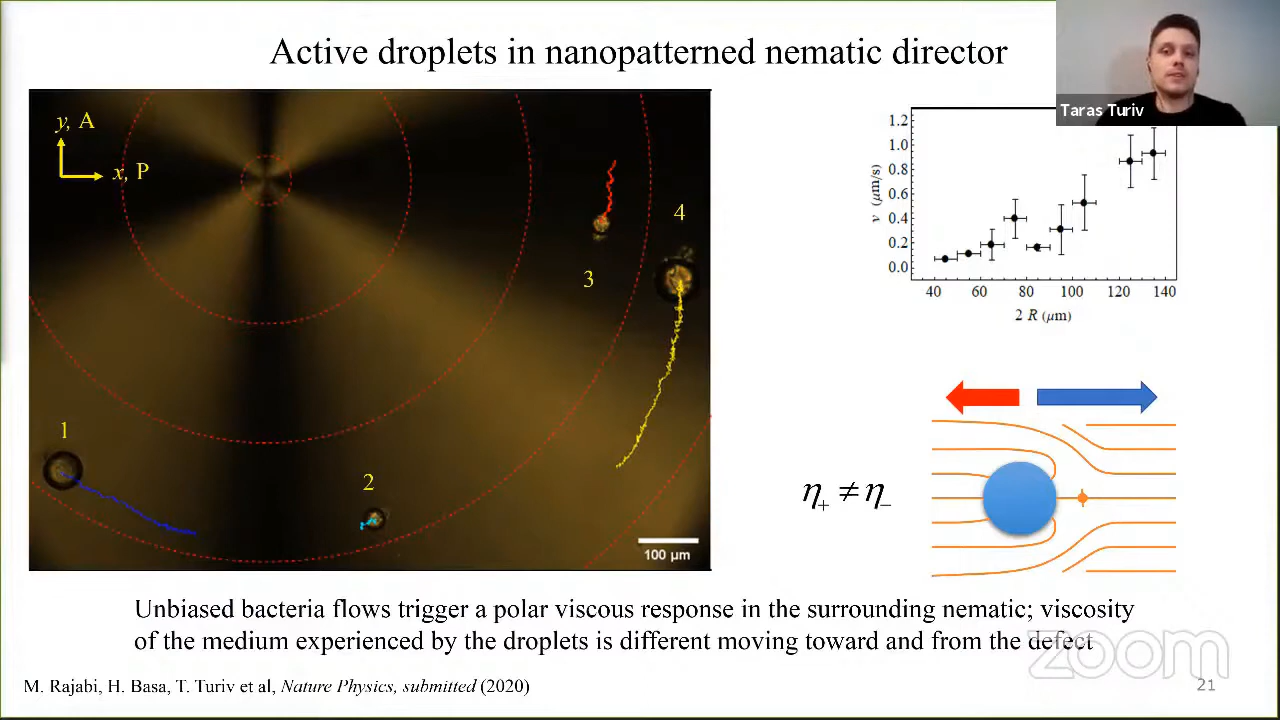 Active droplets in nanopatterned nematic director
Taras Turiv
y, A
x, P
1
2
3
4
100 µm
1.2
1.0
0.8
0.6
0.4
0.2
0.0
v (µm/s)
40 60 80 100 120 140
2 R (µm)
η₊ ≠ η₋
Unbiased bacteria flows trigger a polar viscous response in the surrounding nematic; viscosity
of the medium experienced by the droplets is different moving toward and from the defect
zoom
M. Rajabi, H. Basa, T. Turiv et al, Nature Physics, submitted (2020)
21